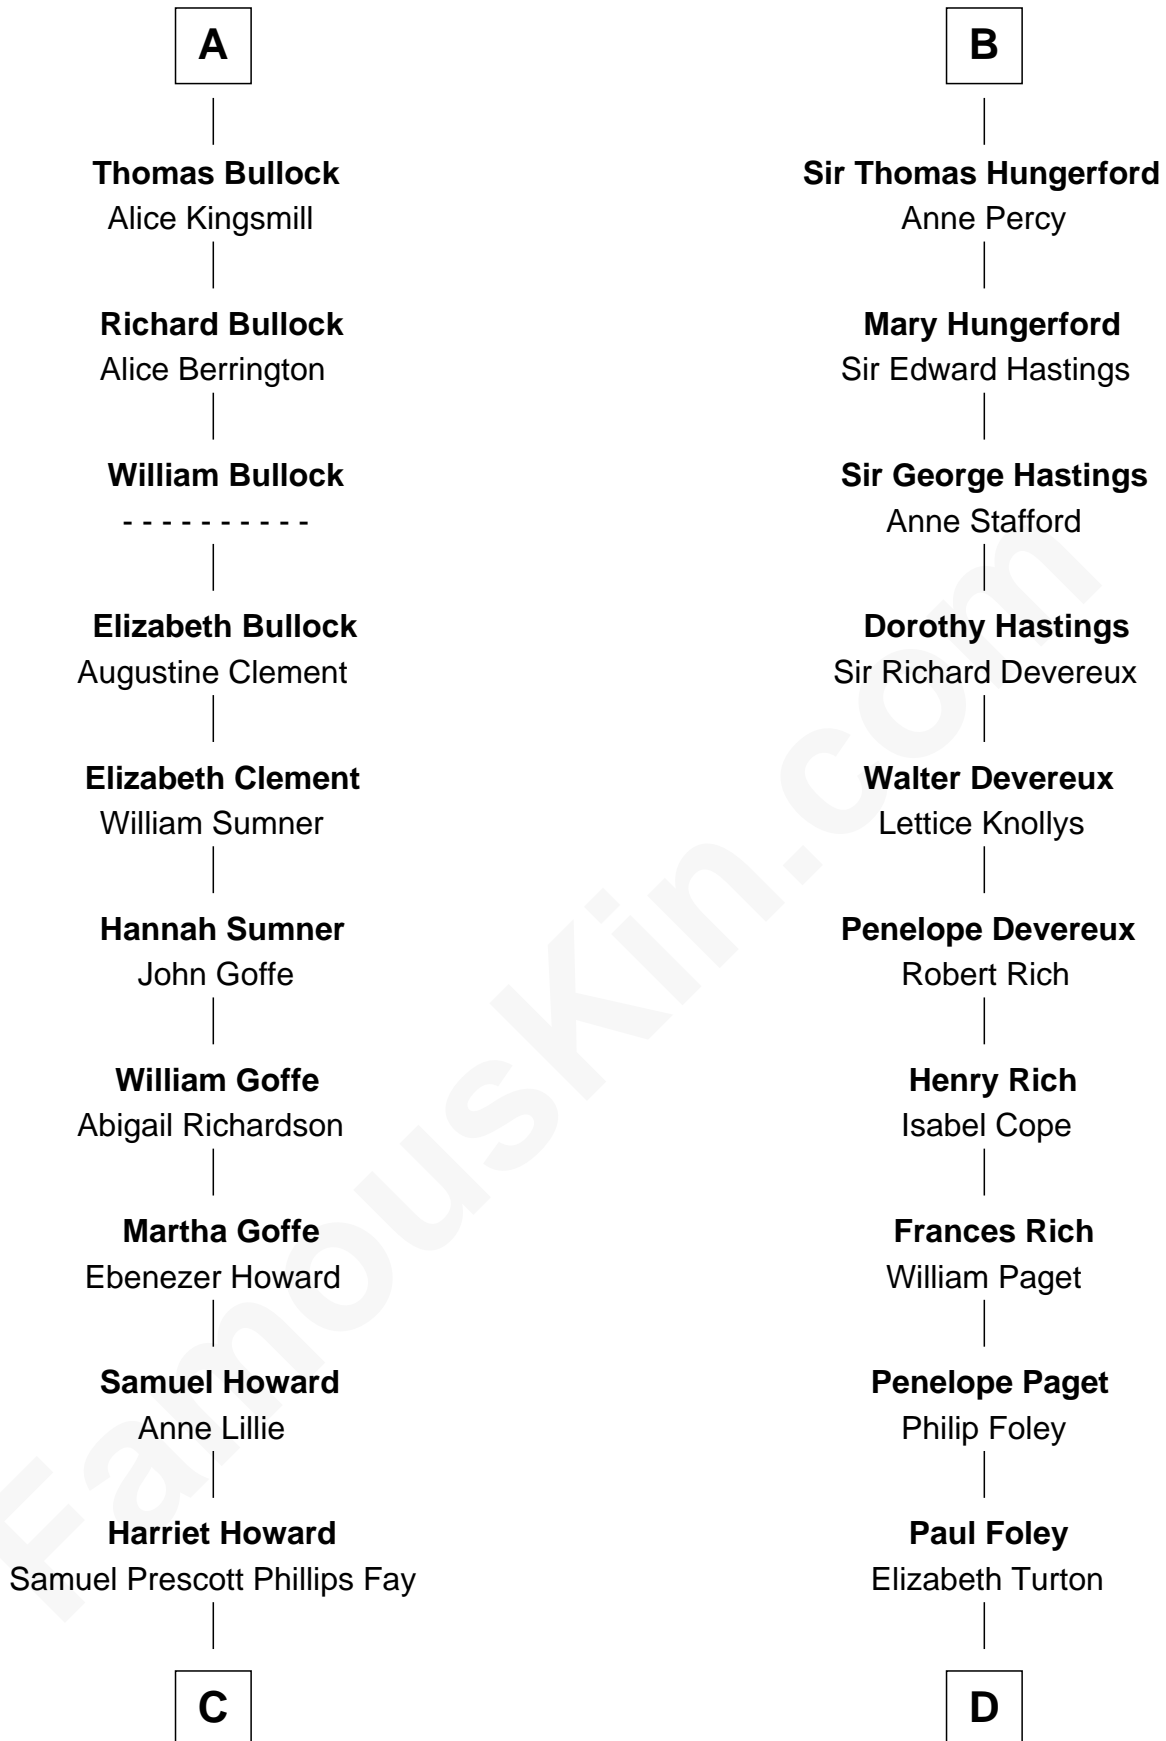 A
Thomas Bullock
Alice Kingsmill
Richard Bullock
Alice Berrington
William Bullock
- - - - - - - - - -
Elizabeth Bullock
Augustine Clement
Elizabeth Clement
William Sumner
Hannah Sumner
John Goffe
William Goffe
Abigail Richardson
Martha Goffe
Ebenezer Howard
Samuel Howard
Anne Lillie
Harriet Howard
Samuel Prescott Phillips Fay
C
B
Sir Thomas Hungerford
Anne Percy
Mary Hungerford
Sir Edward Hastings
Sir George Hastings
Anne Stafford
Dorothy Hastings
Sir Richard Devereux
Walter Devereux
Lettice Knollys
Penelope Devereux
Robert Rich
Henry Rich
Isabel Cope
Frances Rich
William Paget
Penelope Paget
Philip Foley
Paul Foley
Elizabeth Turton
D
FamousKin.com